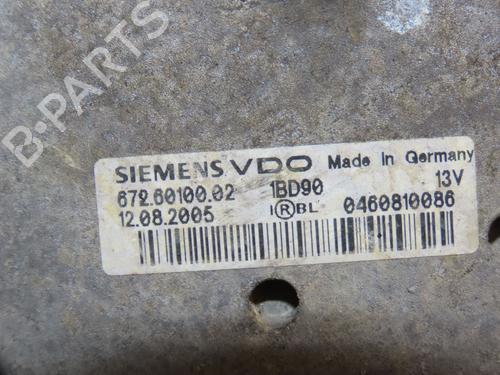 B-PARTS
SIEMENS VDO Made in Germany
672.60100.02 1BD90 13V
12.08.2005 I®BL 0460810086